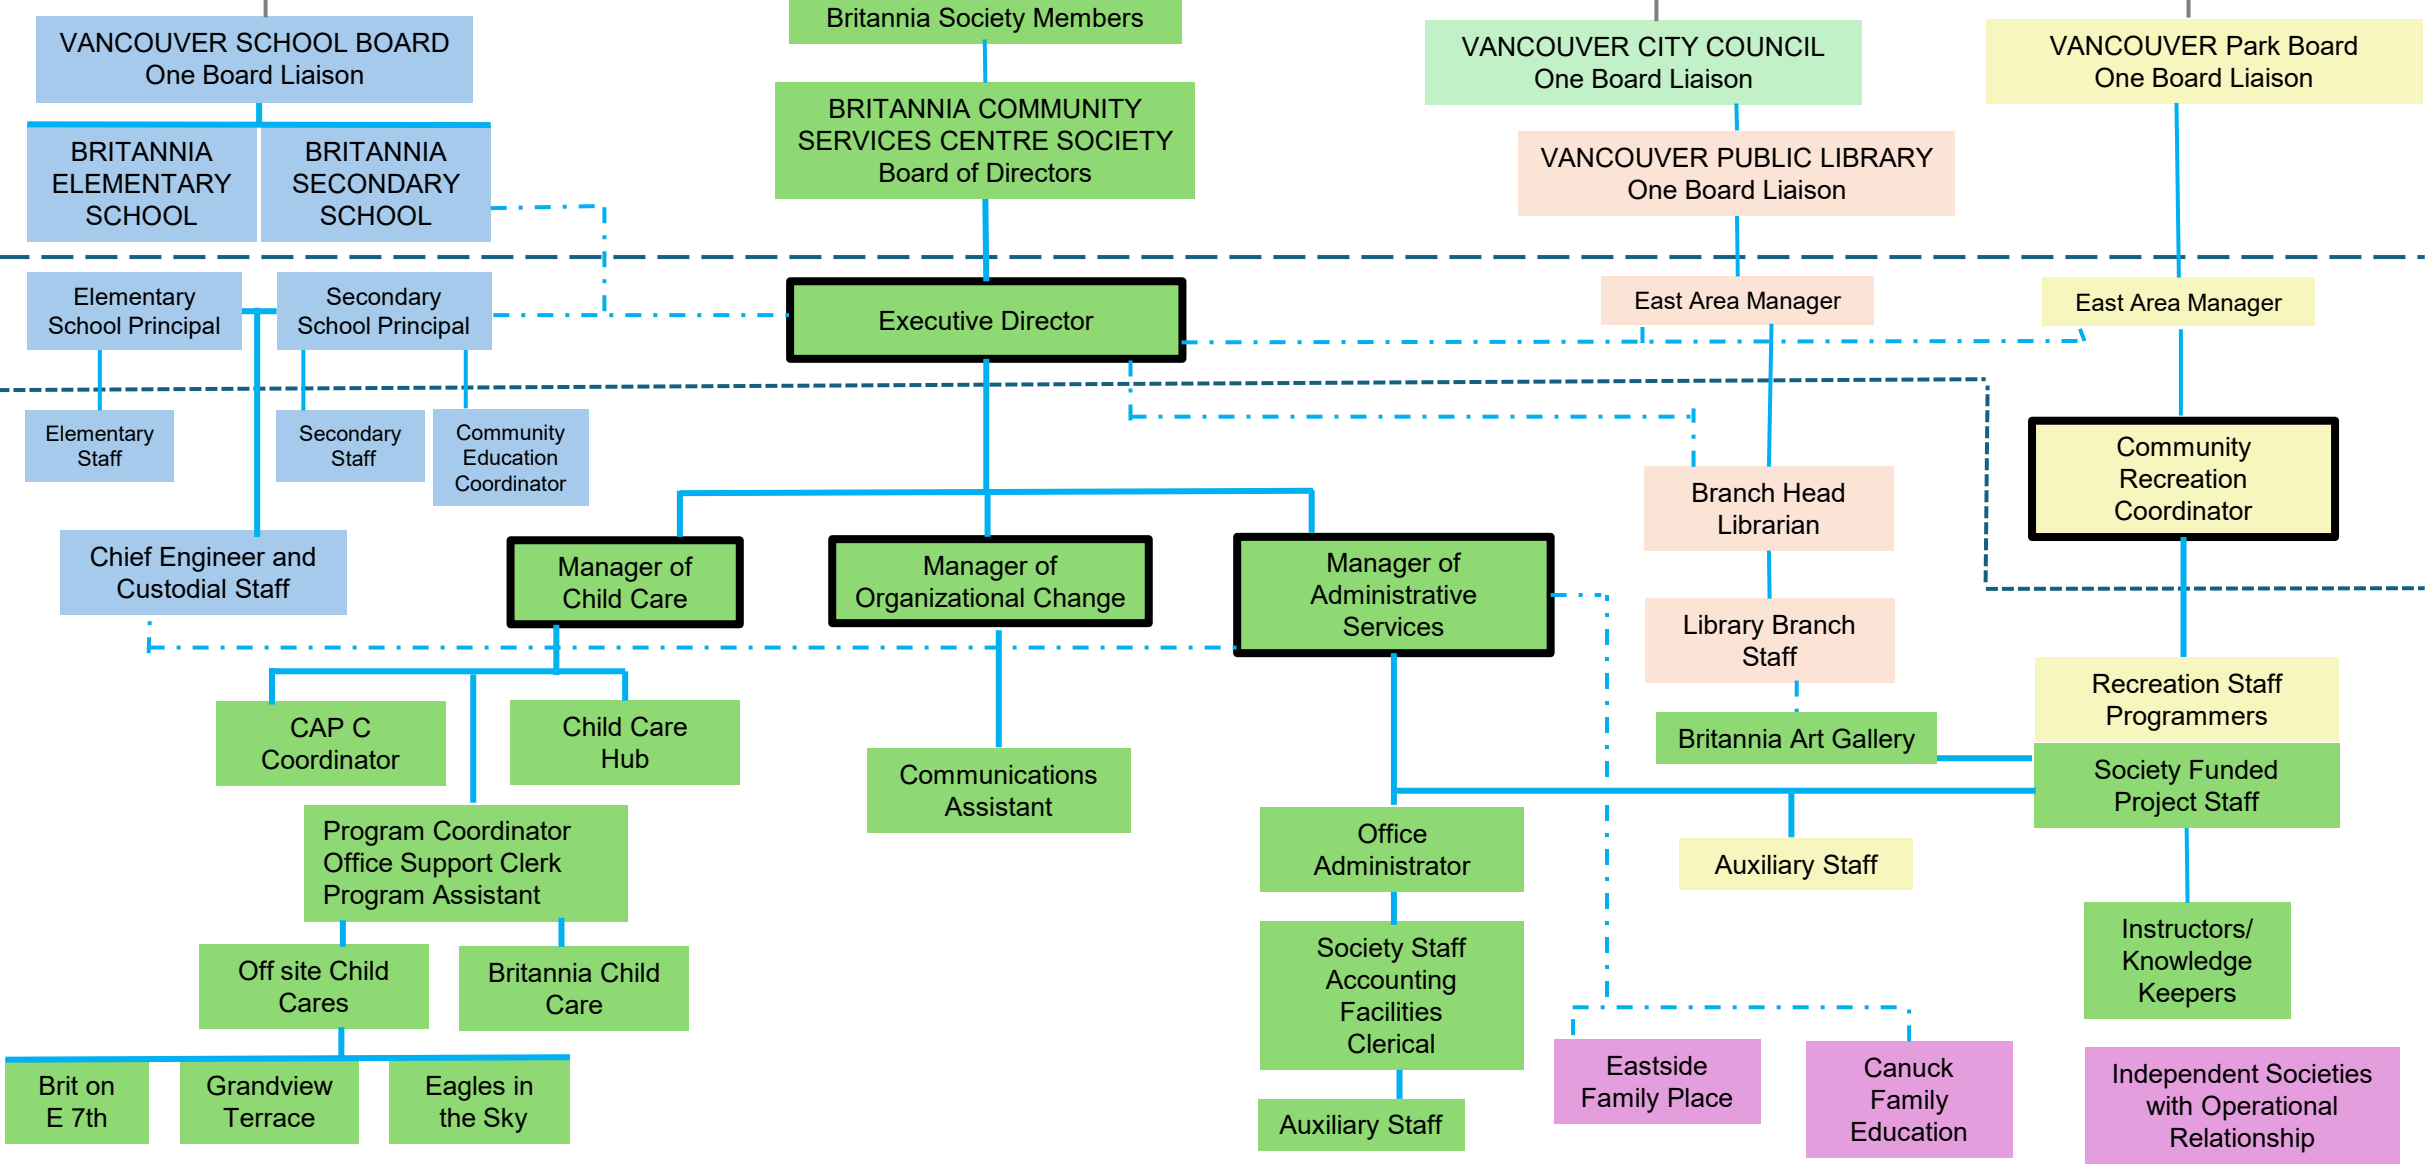 Britannia Society Members
VANCOUVER SCHOOL BOARD
One Board Liaison
VANCOUVER CITY COUNCIL
One Board Liaison
VANCOUVER Park Board
One Board Liaison
BRITANNIA COMMUNITY
SERVICES CENTRE SOCIETY
Board of Directors
BRITANNIA
ELEMENTARY
SCHOOL
BRITANNIA
SECONDARY
SCHOOL
VANCOUVER PUBLIC LIBRARY
One Board Liaison
Elementary
School Principal
Secondary
School Principal
Executive Director
East Area Manager
East Area Manager
Elementary
Staff
Secondary
Staff
Community
Education
Coordinator
Community
Recreation
Coordinator
Branch Head
Librarian
Chief Engineer and
Custodial Staff
Manager of
Child Care
Manager of
Organizational Change
Manager of
Administrative
Services
Library Branch
Staff
Recreation Staff
Programmers
CAP C
Coordinator
Child Care
Hub
Britannia Art Gallery
Communications
Assistant
Society Funded
Project Staff
Program Coordinator
Office Support Clerk
Program Assistant
Office
Administrator
Auxiliary Staff
Off site Child
Cares
Britannia Child
Care
Society Staff
Accounting
Facilities
Clerical
Instructors/
Knowledge
Keepers
Brit on
E 7th
Grandview
Terrace
Eagles in
the Sky
Auxiliary Staff
Eastside
Family Place
Canuck
Family
Education
Independent Societies
with Operational
Relationship